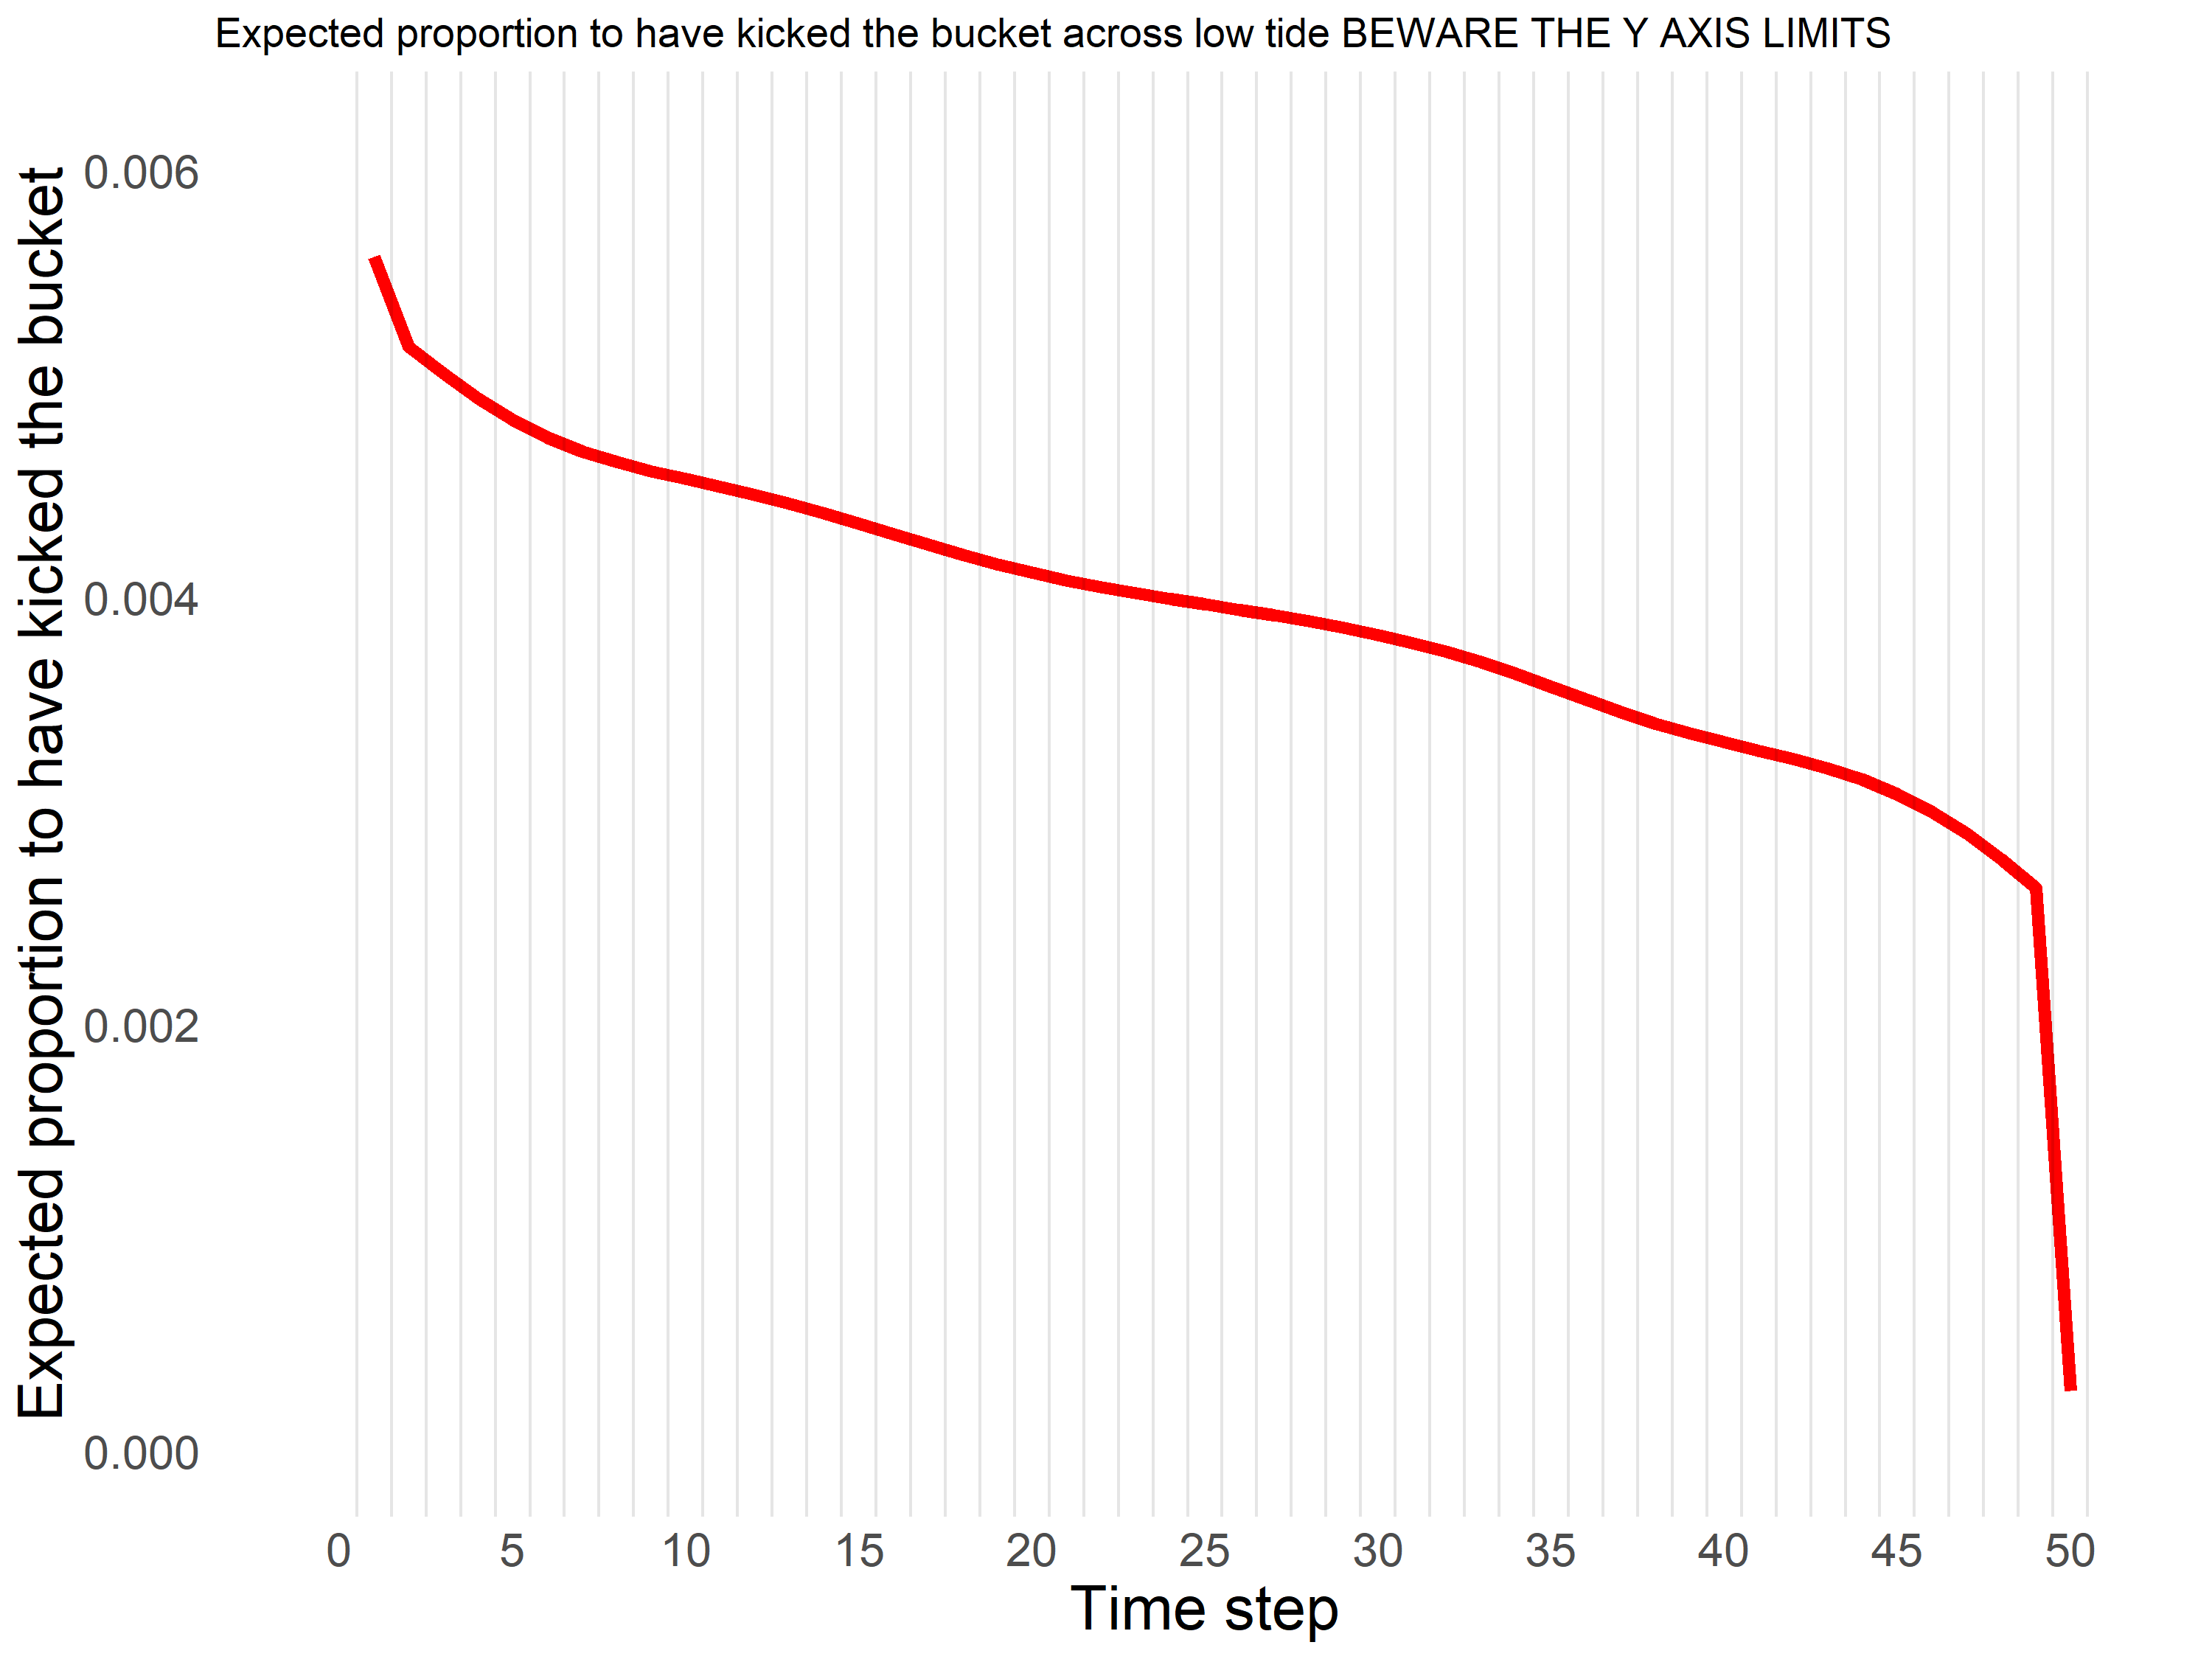 Expected proportion to have kicked the bucket across low tide BEWARE THE Y AXIS LIMITS
Expected proportion to have kicked the bucket
0.006
0.004
0.002
0.000
0 5 10 15 20 25 30 35 40 45 50
Time step